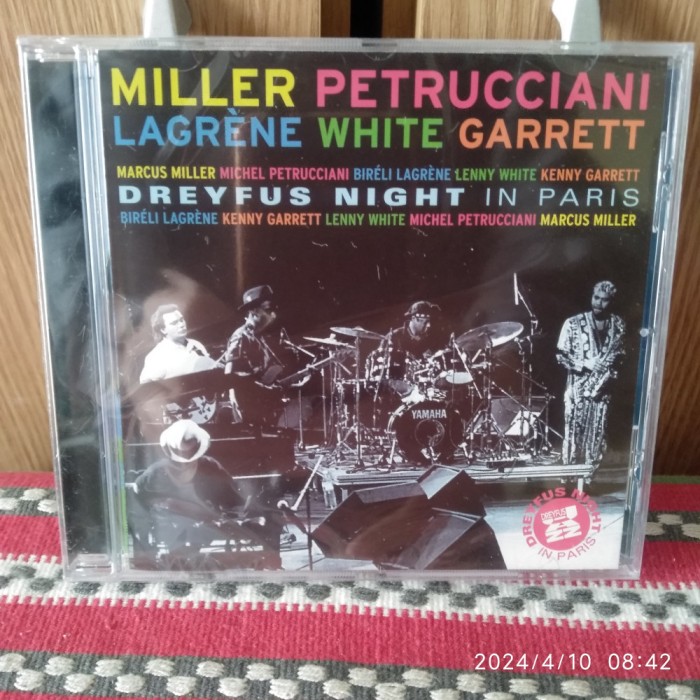 MILLER PETRUCCIANI
LAGRÈNE WHITE GARRETT
MARCUS MILLER MICHEL PETRUCCIANI BIRÉLI LAGRÈNE LENNY WHITE KENNY GARRETT
DREYFUS NIGHT IN PARIS
BIRÉLI LAGRÈNE KENNY GARRETT LENNY WHITE MICHEL PETRUCCIANI MARCUS MILLER
YAMAHA
DREYFUS NIGHT
IN PARIS
2024/4/10 08:42